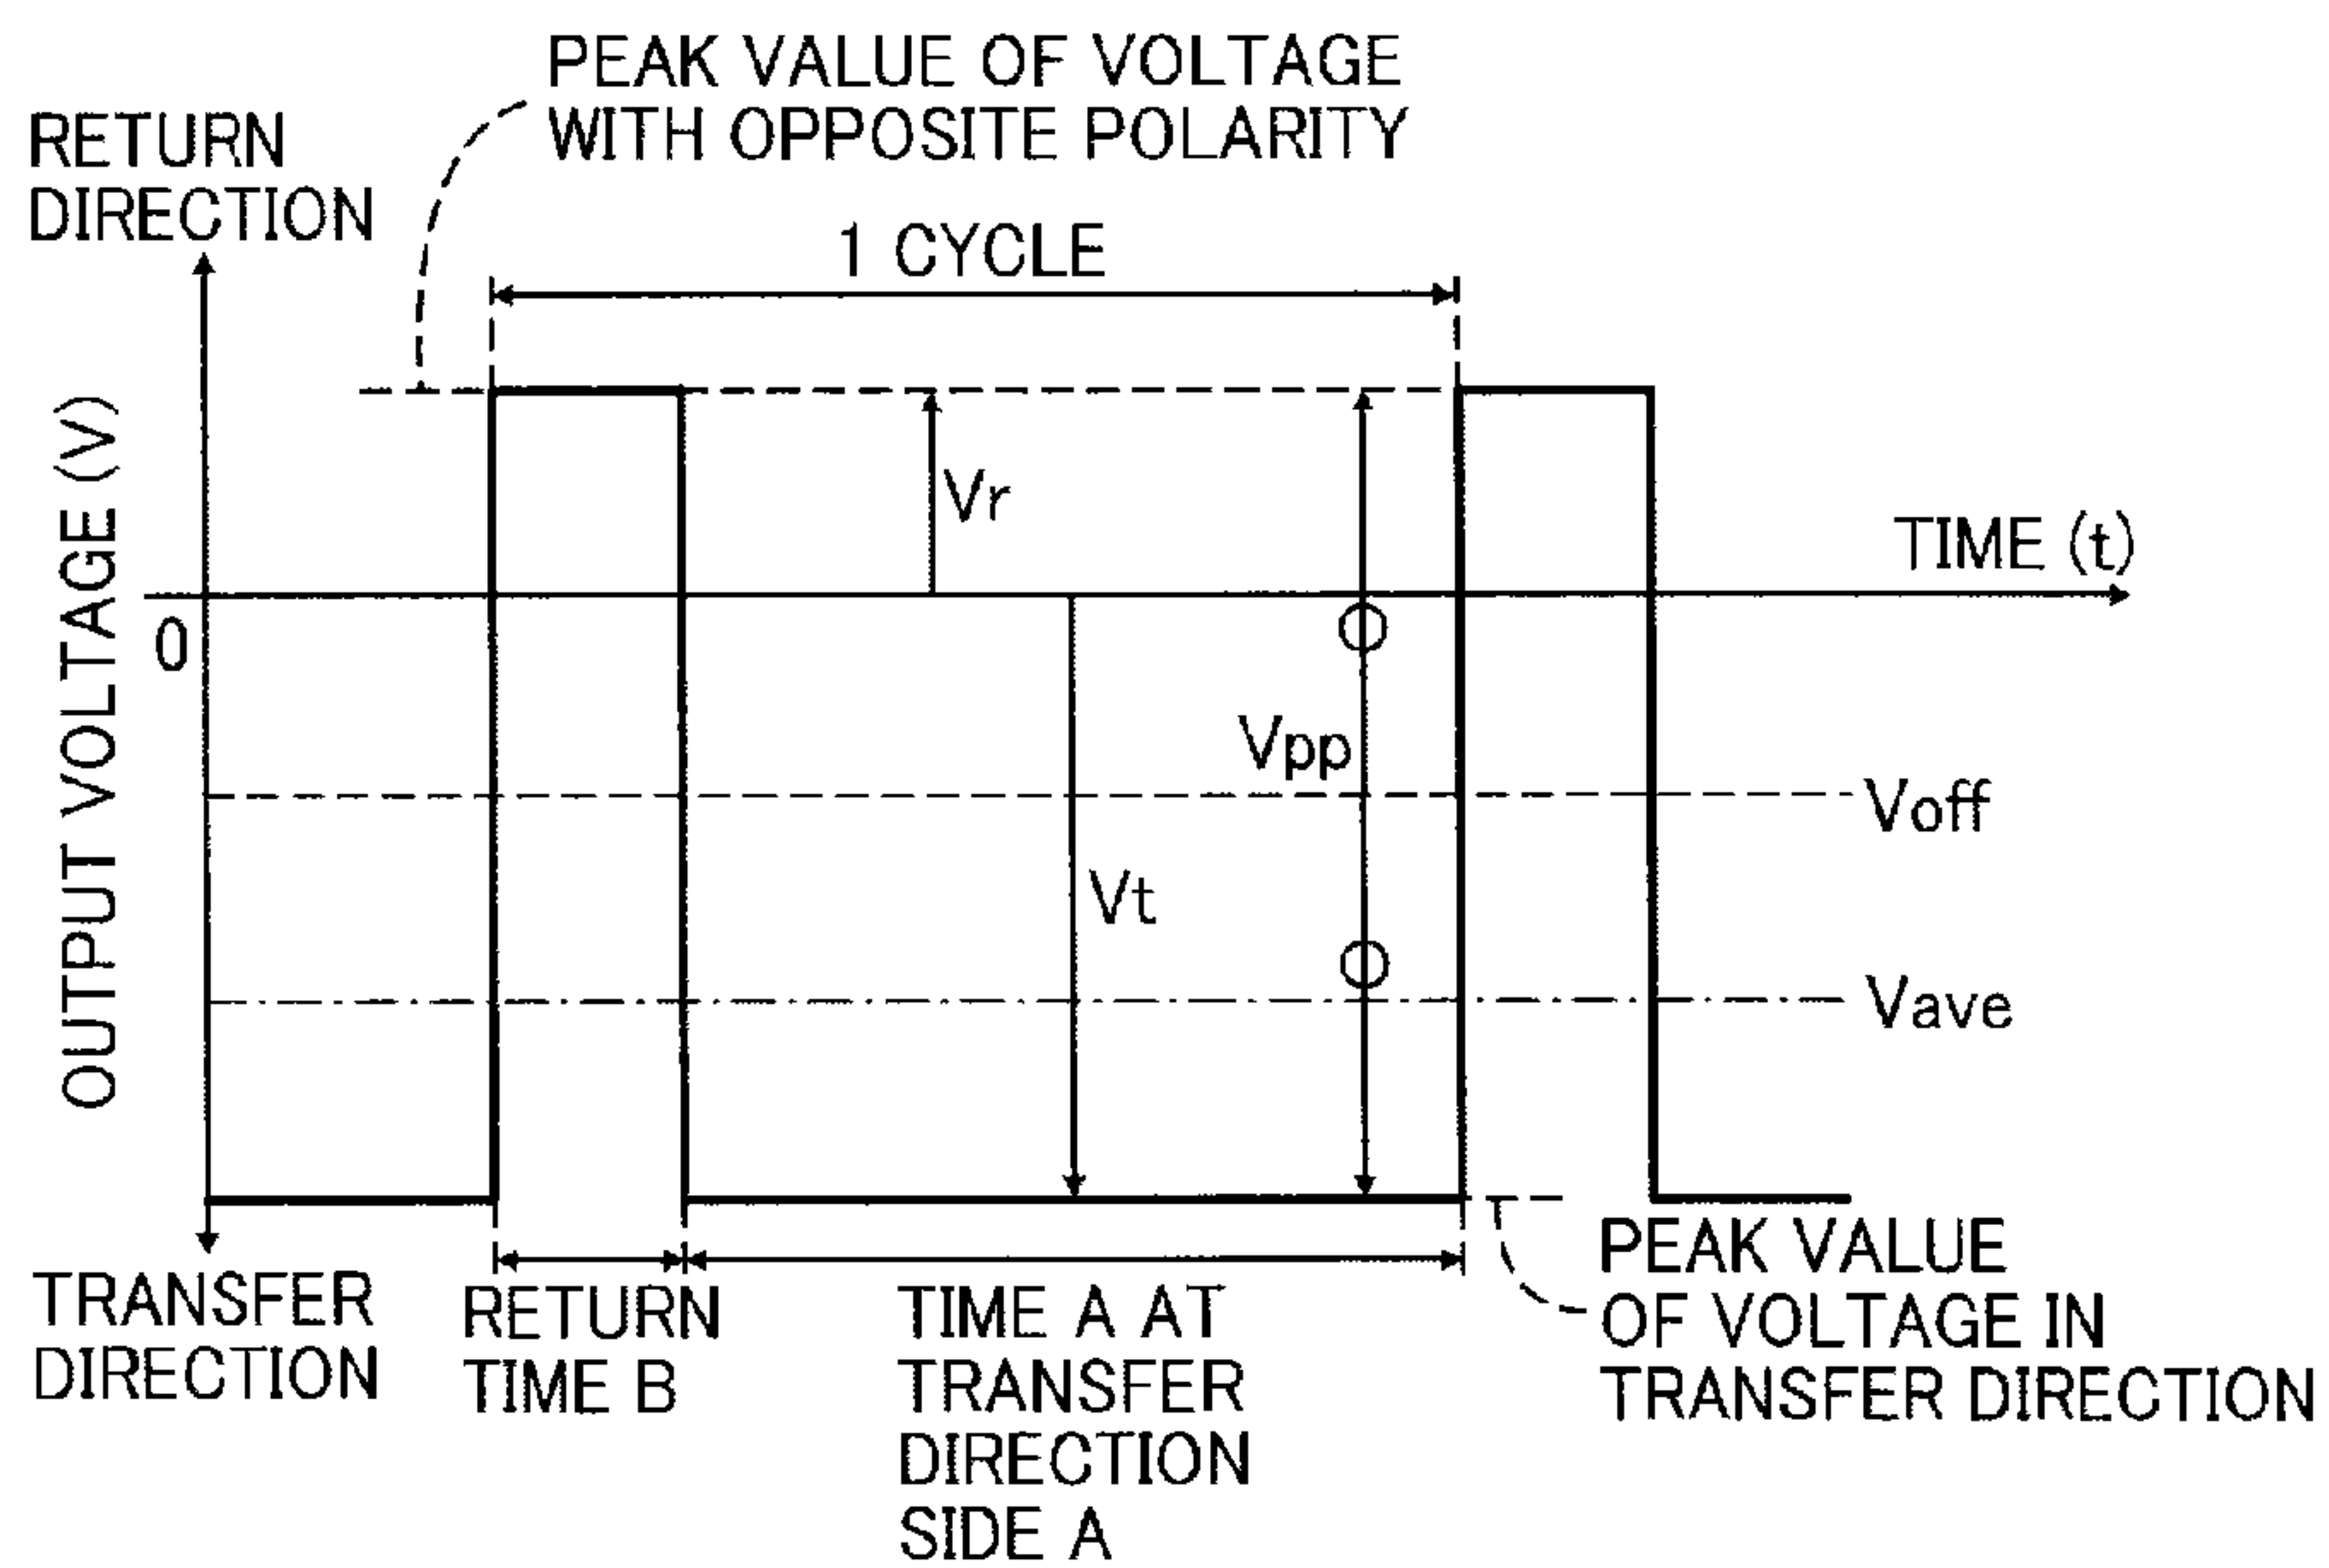 PEAK VALUE OF VOLTAGE
WITH OPPOSITE POLARITY
RETURN
DIRECTION
1 CYCLE
OUTPUT VOLTAGE (V)
Vr
TIME (t)
0
Vpp
Voff
Vt
Vave
TRANSFER
DIRECTION
RETURN
TIME B
TIME A AT
TRANSFER
DIRECTION
SIDE A
PEAK VALUE
OF VOLTAGE IN
TRANSFER DIRECTION